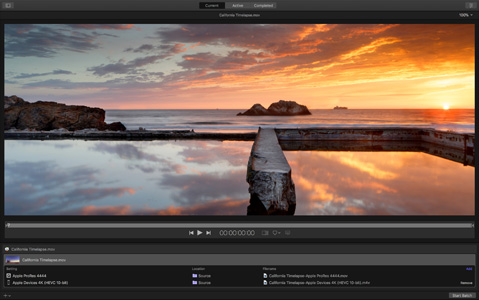 Current Active Completed
California Timelapse.mov
100%
00:00:00:00
California Timelapse.mov
California Timelapse.mov
Setting Location Filename Add
Apple ProRes 4444 Source California Timelapse-Apple ProRes 4444.mov
Apple Devices 4K (HEVC 10-bit) Source California Timelapse-Apple Devices 4K (HEVC 10-bit).m4v Remove
Start Batch